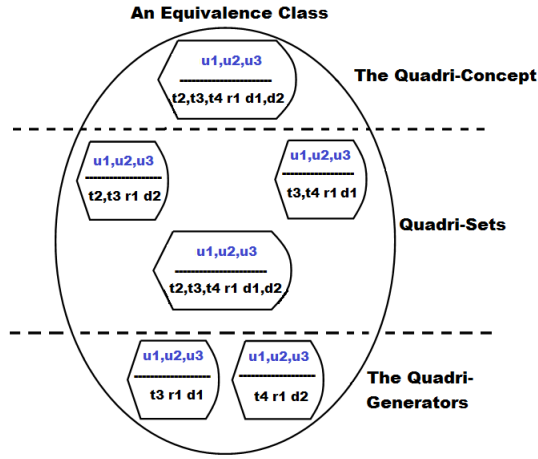 An Equivalence Class
u1,u2,u3
t2,t3,t4 r1 d1,d2
The Quadri-Concept
u1,u2,u3
t2,t3 r1 d2
u1,u2,u3
t3,t4 r1 d1
Quadri-Sets
u1,u2,u3
t2,t3,t4 r1 d1,d2
u1,u2,u3
t3 r1 d1
u1,u2,u3
t4 r1 d2
The Quadri-
Generators